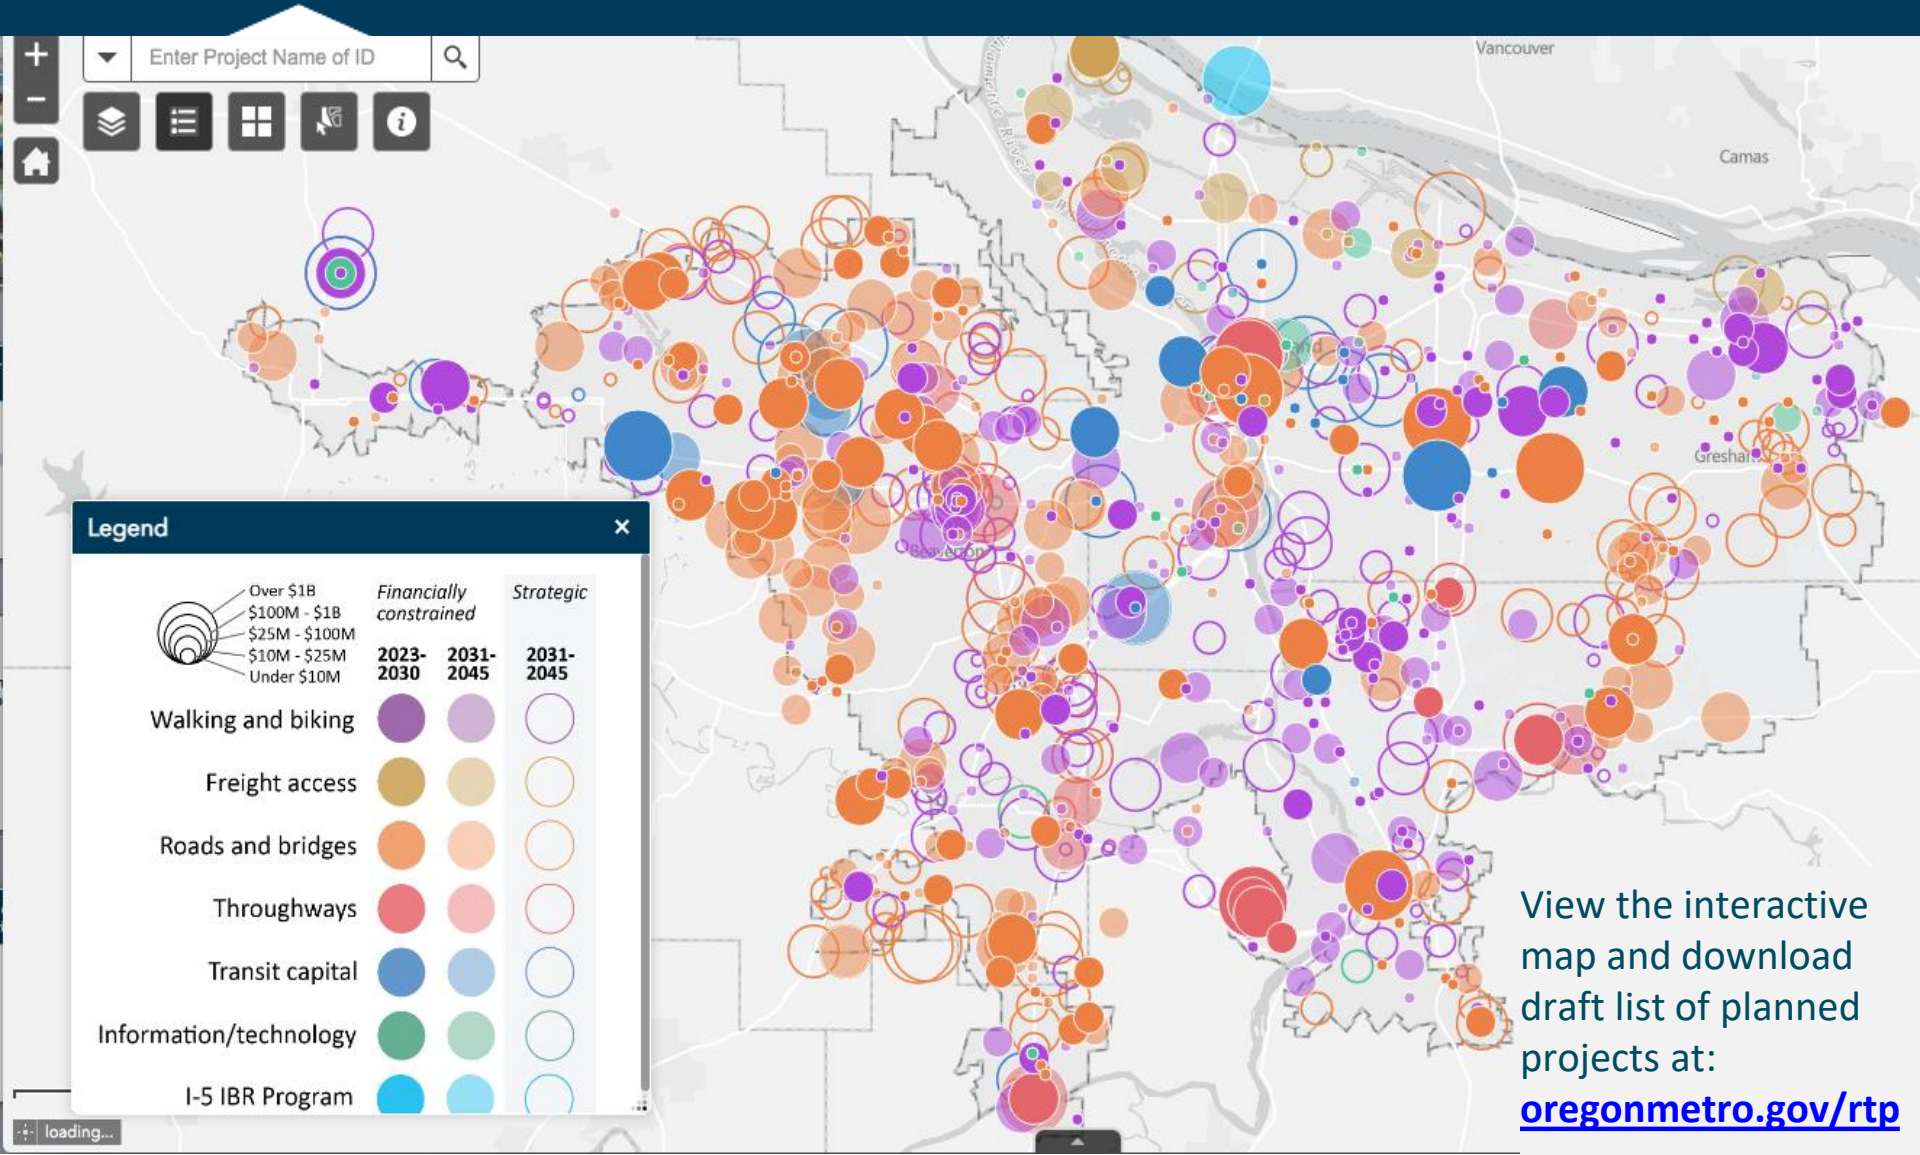 Enter Project Name of ID
Vancouver
Camas
Beaverton
Legend
×
Over $1B
$100M - $1B
$25M - $100M
$10M - $25M
Under $10M
Financially
constrained
Strategic
2023-
2030
2031-
2045
2031-
2045
Walking and biking
Freight access
Roads and bridges
Throughways
Transit capital
Information/technology
I-5 IBR Program
loading...
View the interactive
map and download
draft list of planned
projects at:
oregonmetro.gov/rtp